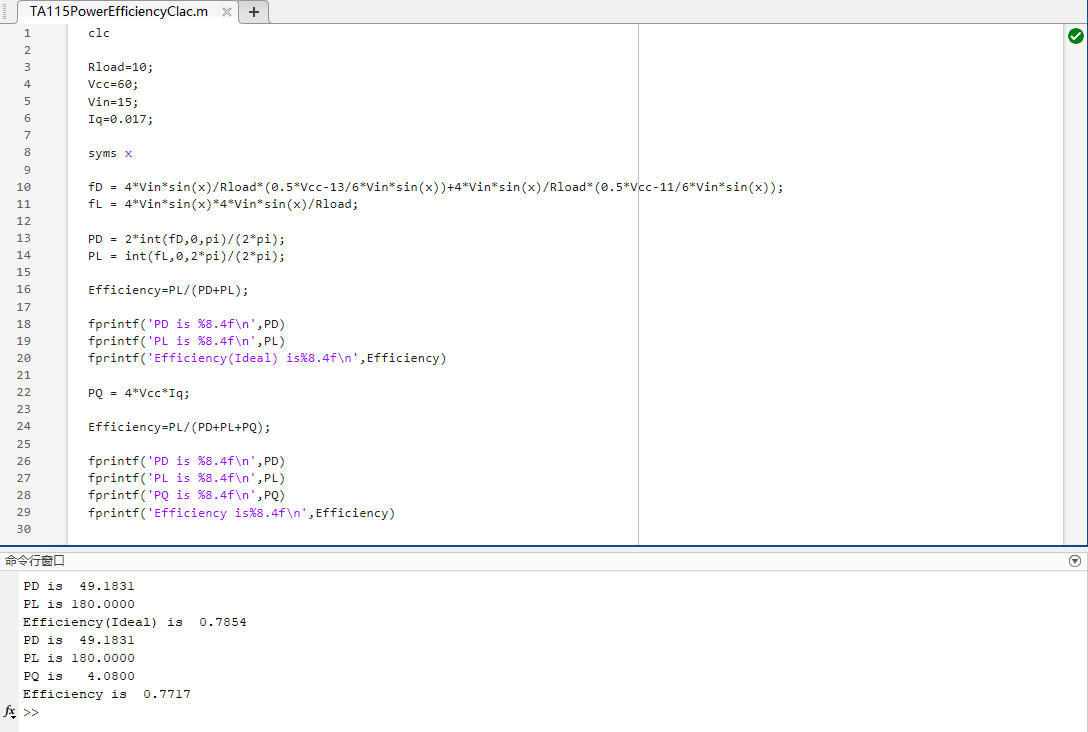 TA115PowerEfficiencyClac.m
1 clc
2
3 Rload=10;
4 Vcc=60;
5 Vin=15;
6 Iq=0.017;
7
8 syms x
9
10 fD = 4*Vin*sin(x)/Rload*(0.5*Vcc-13/6*Vin*sin(x))+4*Vin*sin(x)/Rload*(0.5*Vcc-11/6*Vin*sin(x));
11 fL = 4*Vin*sin(x)*4*Vin*sin(x)/Rload;
12
13 PD = 2*int(fD,0,pi)/(2*pi);
14 PL = int(fL,0,2*pi)/(2*pi);
15
16 Efficiency=PL/(PD+PL);
17
18 fprintf('PD is %8.4f\n',PD)
19 fprintf('PL is %8.4f\n',PL)
20 fprintf('Efficiency(Ideal) is%8.4f\n',Efficiency)
21
22 PQ = 4*Vcc*Iq;
23
24 Efficiency=PL/(PD+PL+PQ);
25
26 fprintf('PD is %8.4f\n',PD)
27 fprintf('PL is %8.4f\n',PL)
28 fprintf('PQ is %8.4f\n',PQ)
29 fprintf('Efficiency is%8.4f\n',Efficiency)
30
命令行窗口
PD is  49.1831
PL is 180.0000
Efficiency(Ideal) is  0.7854
PD is  49.1831
PL is 180.0000
PQ is   4.0800
Efficiency is  0.7717
fx >>